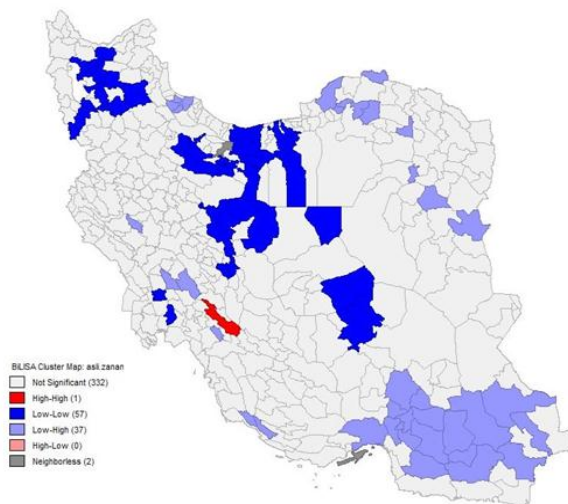 BiLISA Cluster Map: asli.zanan
Not Significant (332)
High-High (1)
Low-Low (57)
Low-High (37)
High-Low (0)
Neighborless (2)